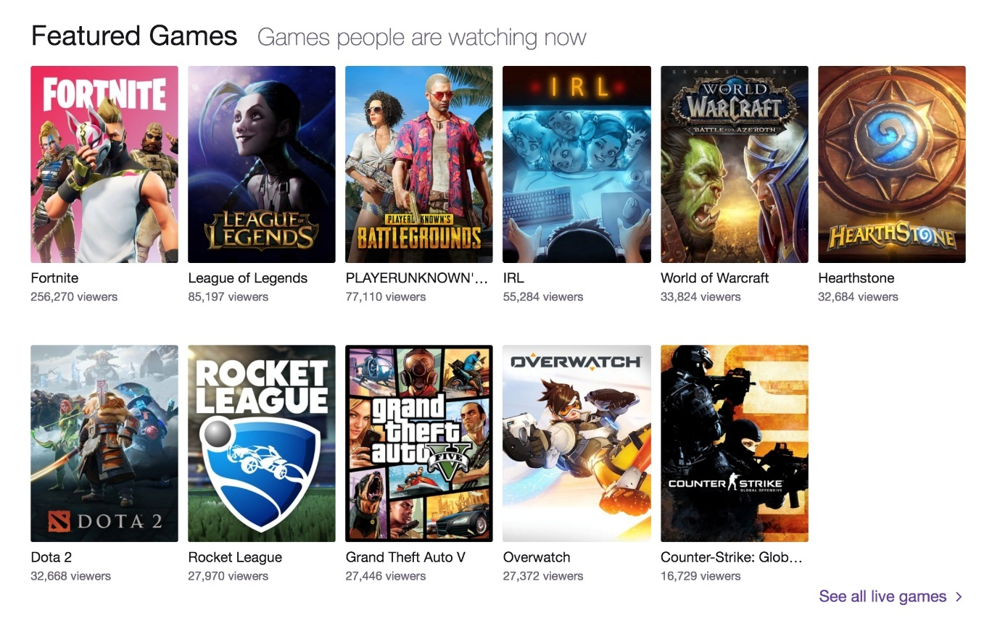 Featured Games Games people are watching now
FORTNITE
LEAGUE OF
LEGENDS
PLAYERUNKNOWN'S
BATTLEGROUNDS
IRL
EXPANSION SET
WORLD
OF
WARCRAFT
BATTLE FOR AZEROTH
HEARTHSTONE
Fortnite
256,270 viewers
League of Legends
85,197 viewers
PLAYERUNKNOWN'...
77,110 viewers
IRL
55,284 viewers
World of Warcraft
33,824 viewers
Hearthstone
32,684 viewers
DOTA 2
ROCKET
LEAGUE
grand
theft
auto
FIVE
OVERWATCH
COUNTER STRIKE
GLOBAL OFFENSIVE
Dota 2
32,668 viewers
Rocket League
27,970 viewers
Grand Theft Auto V
27,446 viewers
Overwatch
27,372 viewers
Counter-Strike: Glob...
16,729 viewers
See all live games >